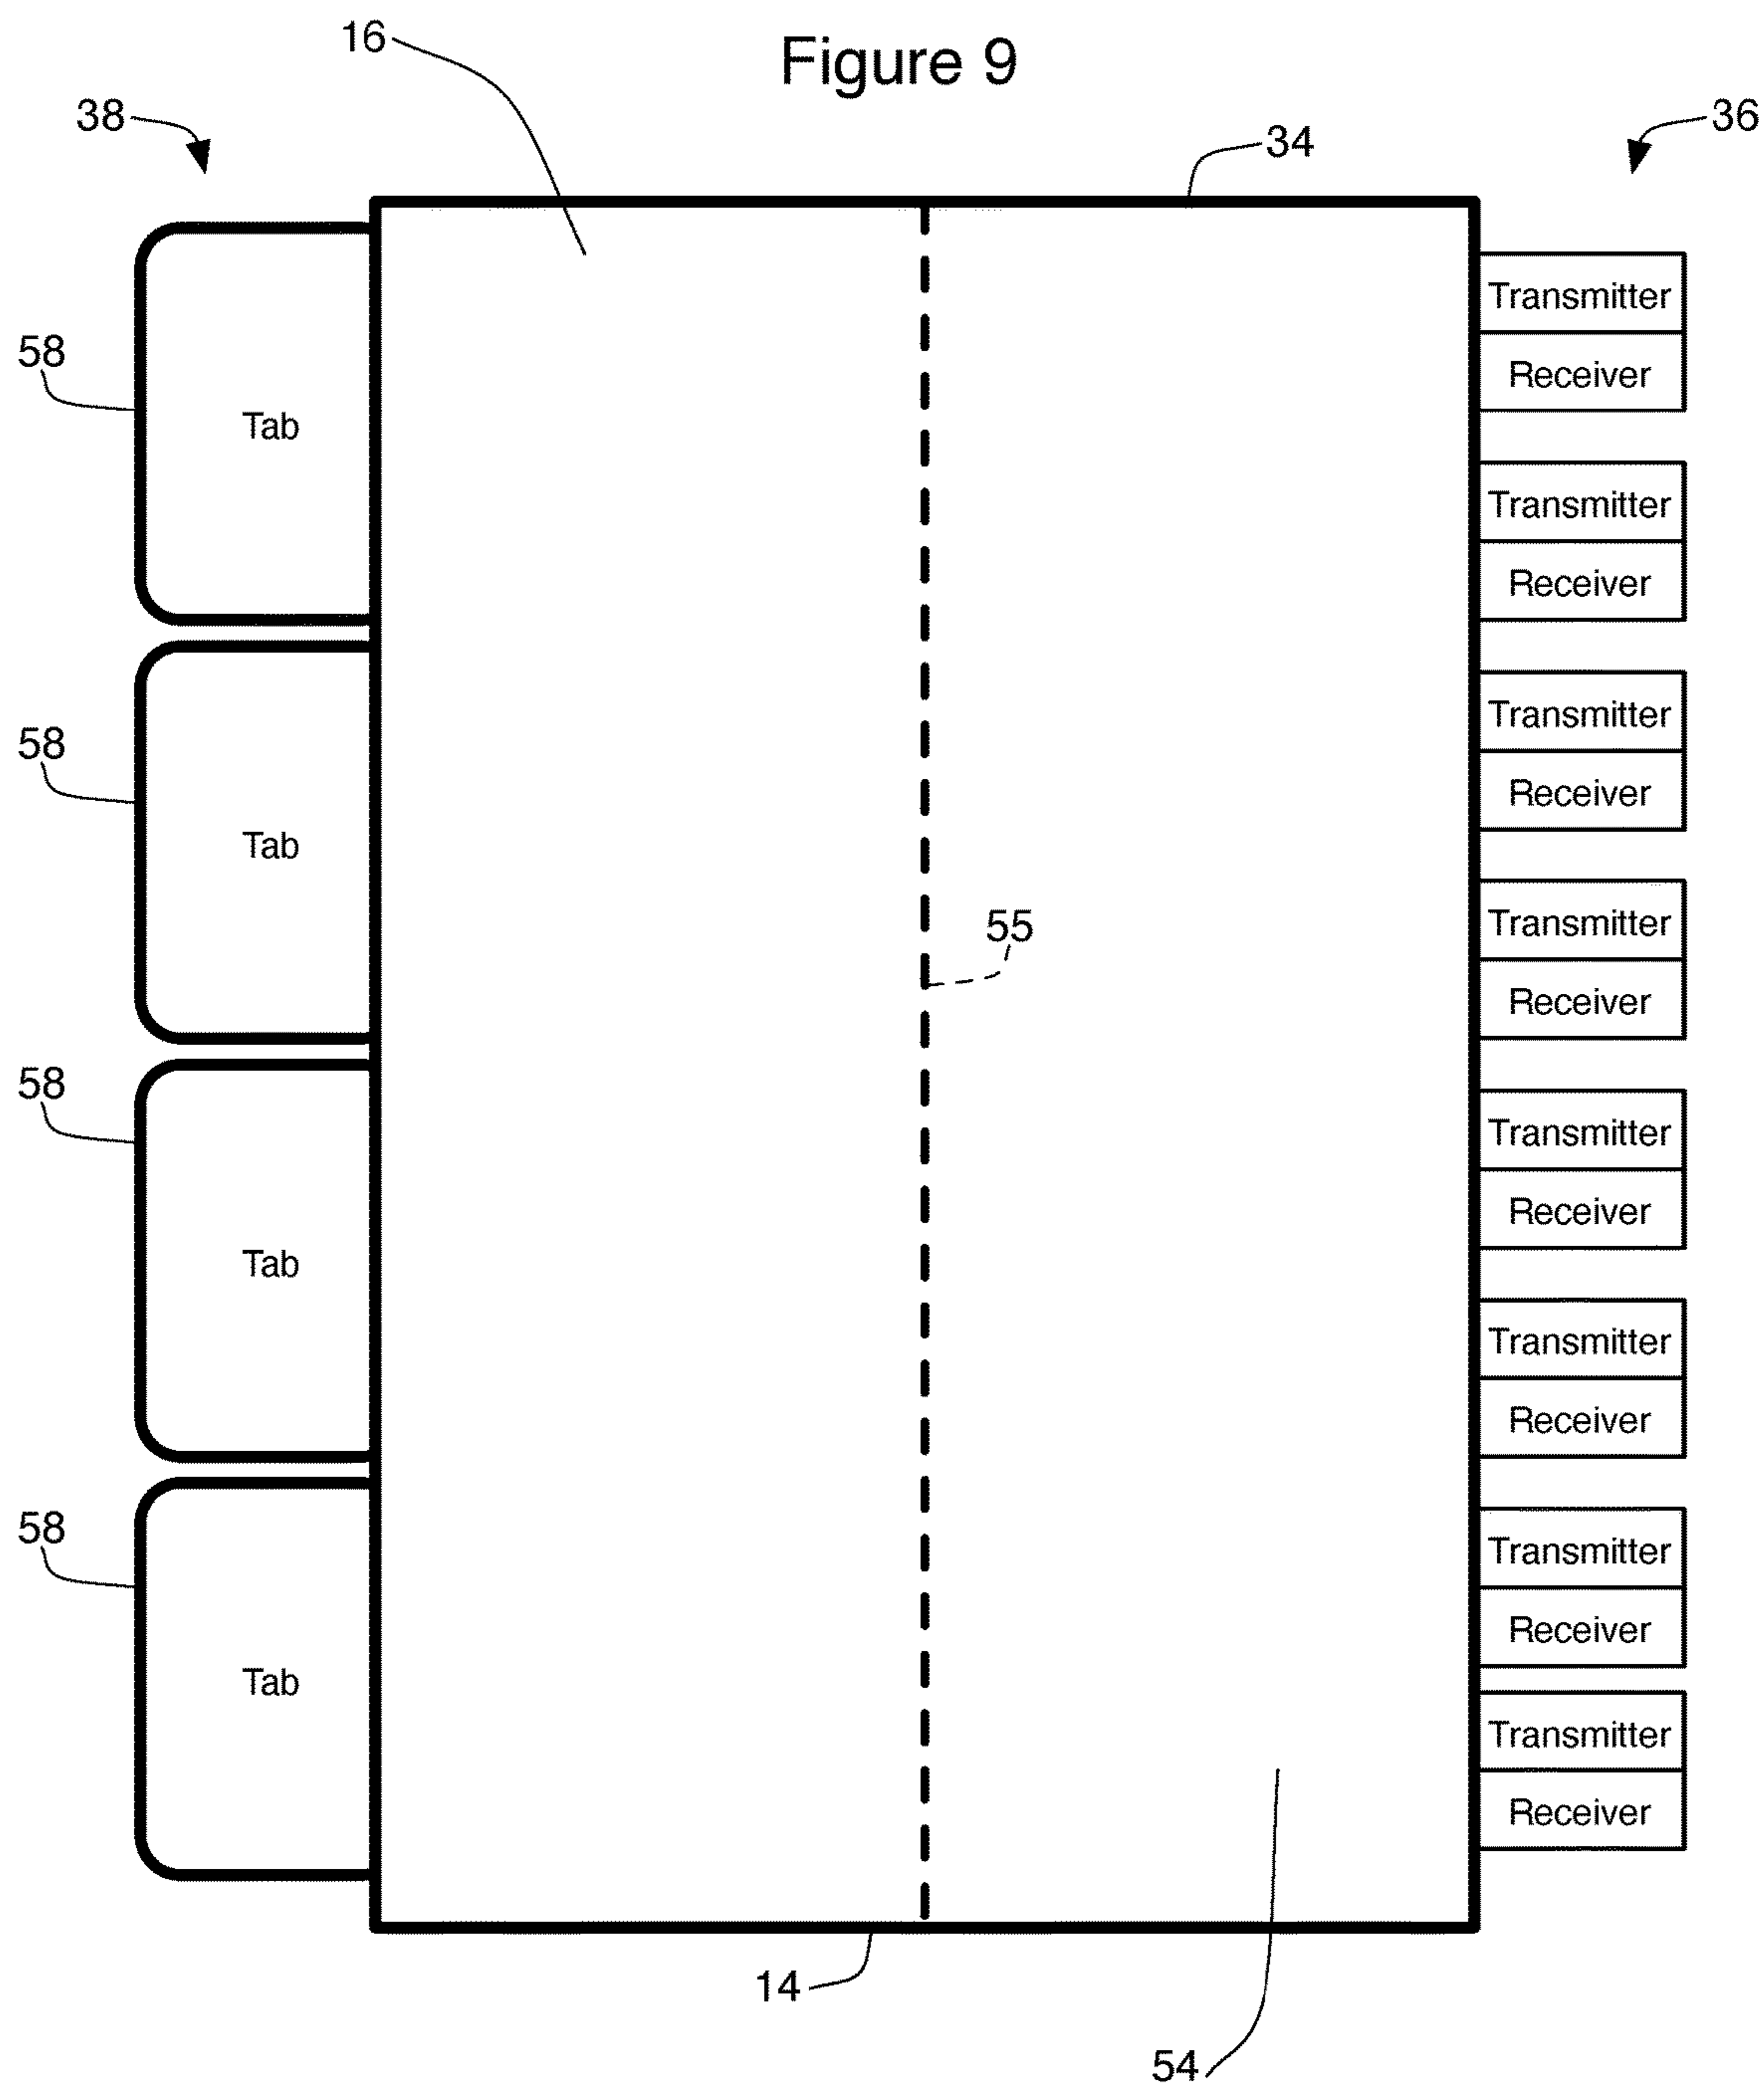 Figure 9
16
38
34
36
58
Tab
58
Tab
58
Tab
58
Tab
55
Transmitter
Receiver
Transmitter
Receiver
Transmitter
Receiver
Transmitter
Receiver
Transmitter
Receiver
Transmitter
Receiver
Transmitter
Receiver
Transmitter
Receiver
14
54